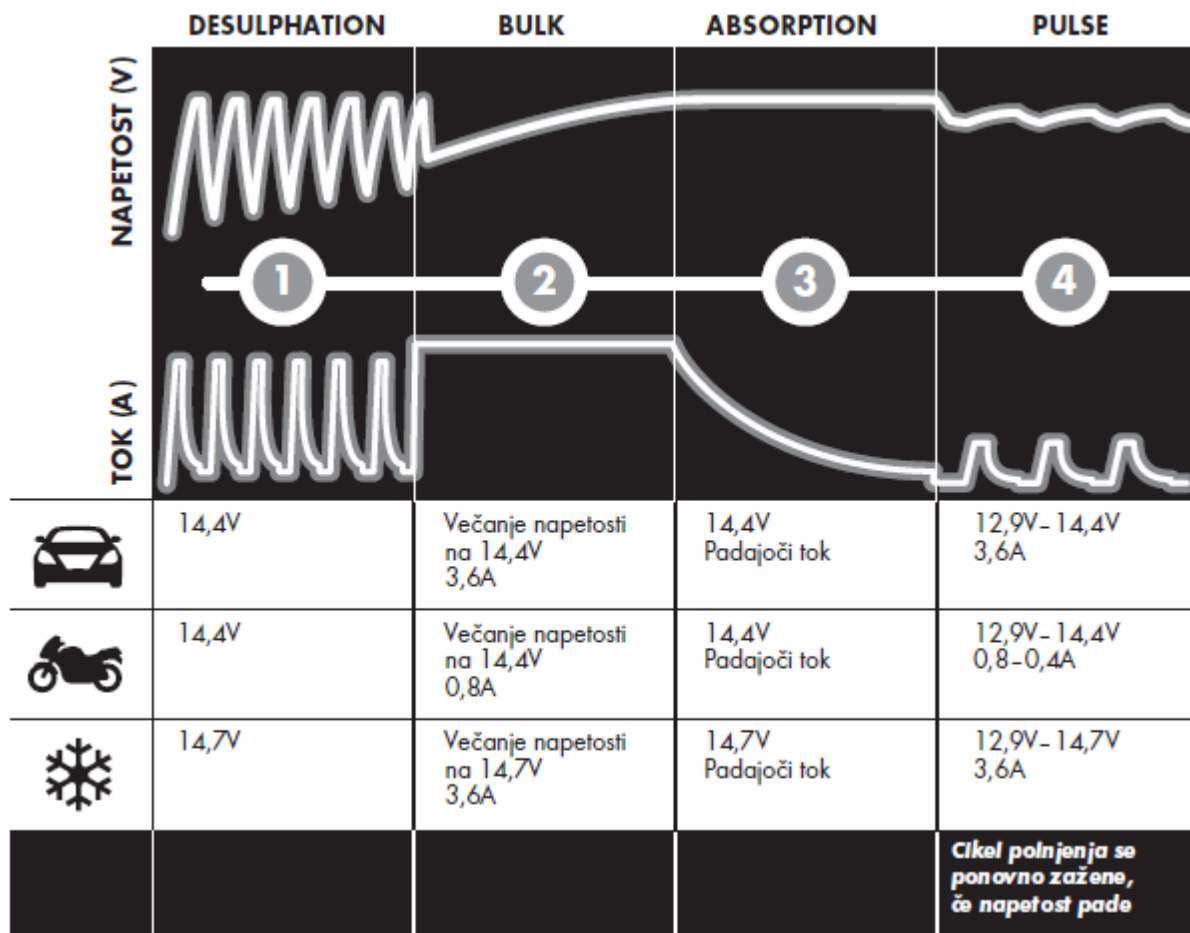 DESULPHATION
BULK
ABSORPTION
PULSE
NAPETOST (V)
1
2
3
4
TOK (A)
14,4V
Večanje napetosti
na 14,4V
3,6A
14,4V
Padajoči tok
12,9V–14,4V
3,6A
14,4V
Večanje napetosti
na 14,4V
0,8A
14,4V
Padajoči tok
12,9V–14,4V
0,8–0,4A
14,7V
Večanje napetosti
na 14,7V
3,6A
14,7V
Padajoči tok
12,9V–14,7V
3,6A
Cikel polnjenja se
ponovno zažene,
če napetost pade